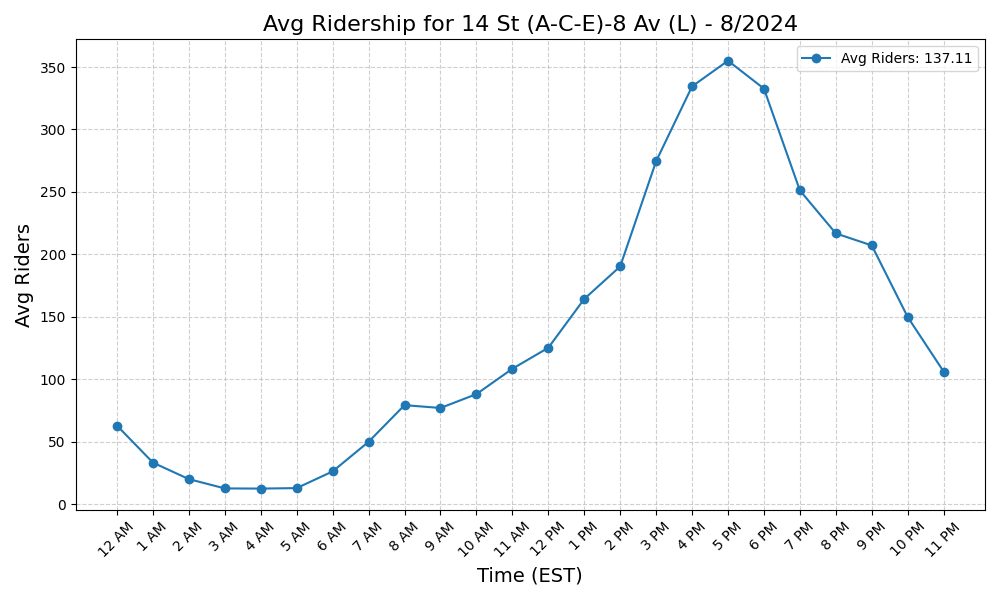 Avg Ridership for 14 St (A-C-E)-8 Av (L) - 8/2024
Avg Riders: 137.11
Avg Riders
350
300
250
200
150
100
50
0
12 AM
1 AM
2 AM
3 AM
4 AM
5 AM
6 AM
7 AM
8 AM
9 AM
10 AM
11 AM
12 PM
1 PM
2 PM
3 PM
4 PM
5 PM
6 PM
7 PM
8 PM
9 PM
10 PM
11 PM
Time (EST)